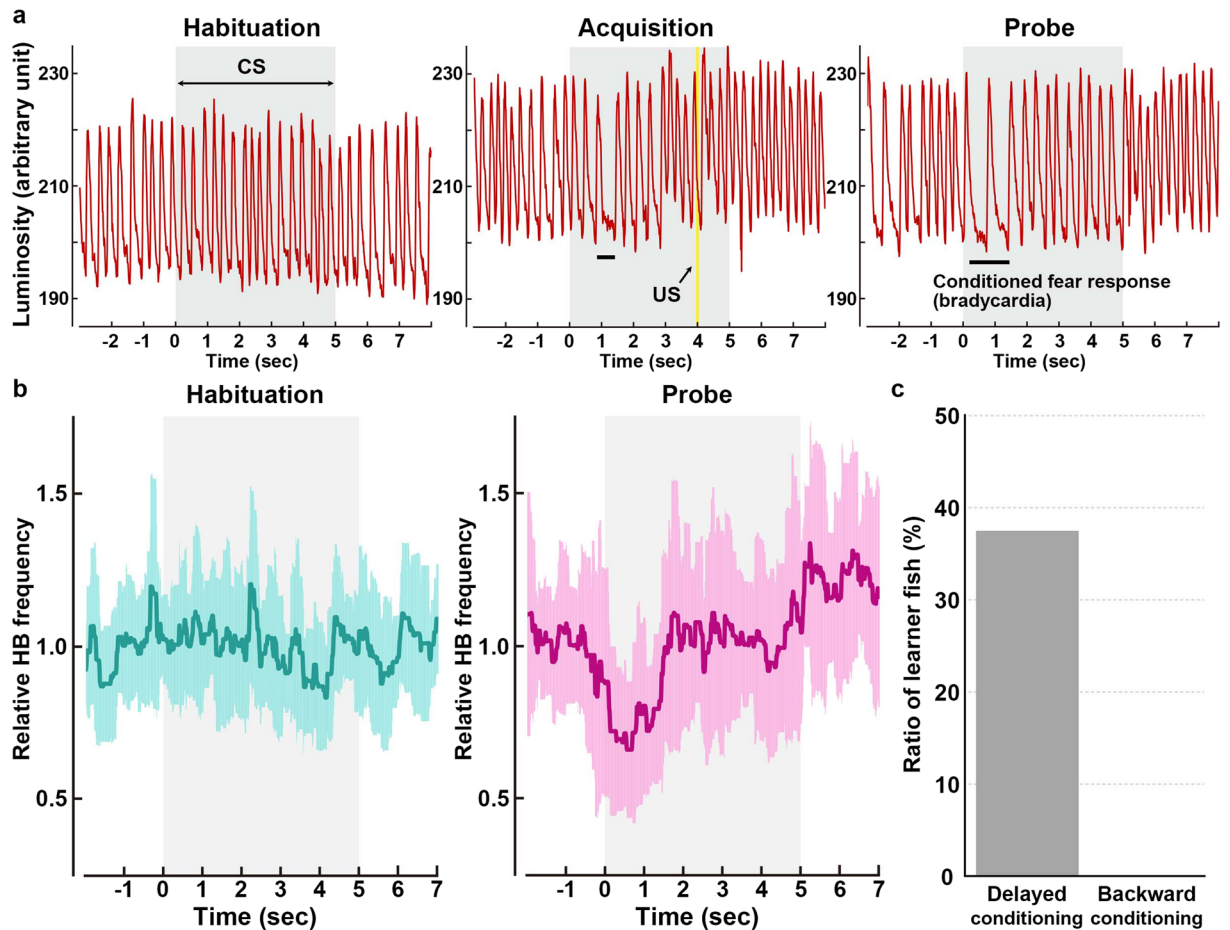 a
Habituation
Acquisition
Probe
Luminosity (arbitrary unit)
230
210
190
CS
-2 -1 0 1 2 3 4 5 6 7
Time (sec)
230
210
190
US
-2 -1 0 1 2 3 4 5 6 7
Time (sec)
230
210
190
Conditioned fear response
(bradycardia)
-2 -1 0 1 2 3 4 5 6 7
Time (sec)
b
Habituation
Relative HB frequency
1.5
1.0
0.5
-1 0 1 2 3 4 5 6 7
Time (sec)
Probe
Relative HB frequency
1.5
1.0
0.5
-1 0 1 2 3 4 5 6 7
Time (sec)
c
Ratio of learner fish (%)
50
40
30
20
10
0
Delayed
conditioning
Backward
conditioning